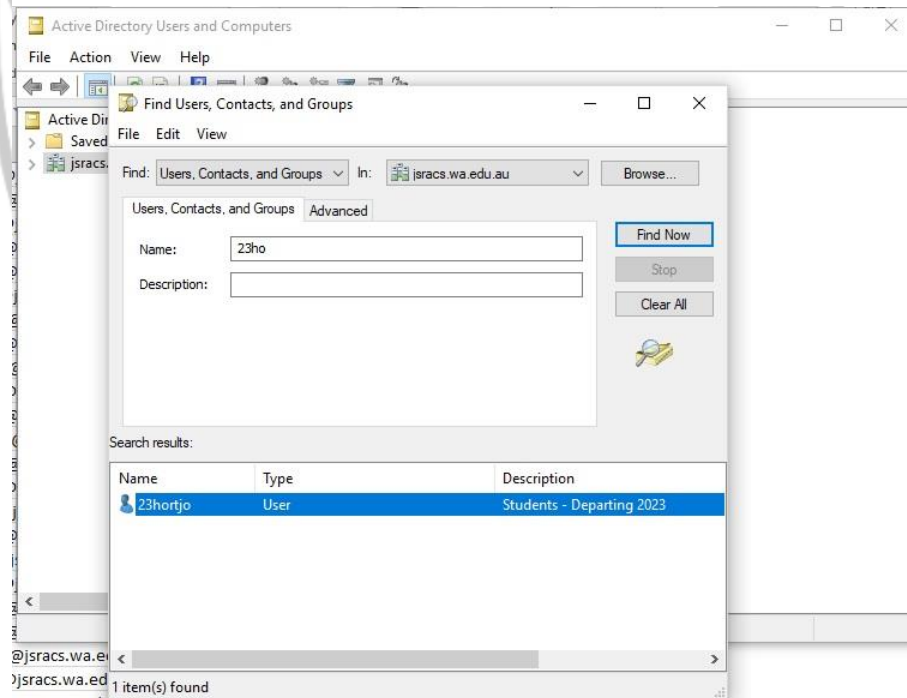 Active Directory Users and Computers
File Action View Help
Find Users, Contacts, and Groups
Active Dir
Saved
jsracs.
File Edit View
Find: Users, Contacts, and Groups In: jsracs.wa.edu.au Browse...
Users, Contacts, and Groups Advanced
Name: 23ho
Description:
Find Now
Stop
Clear All
Search results:
Name Type Description
23hortjo User Students - Departing 2023
@jsracs.wa.e
@jsracs.wa.ed
1 item(s) found